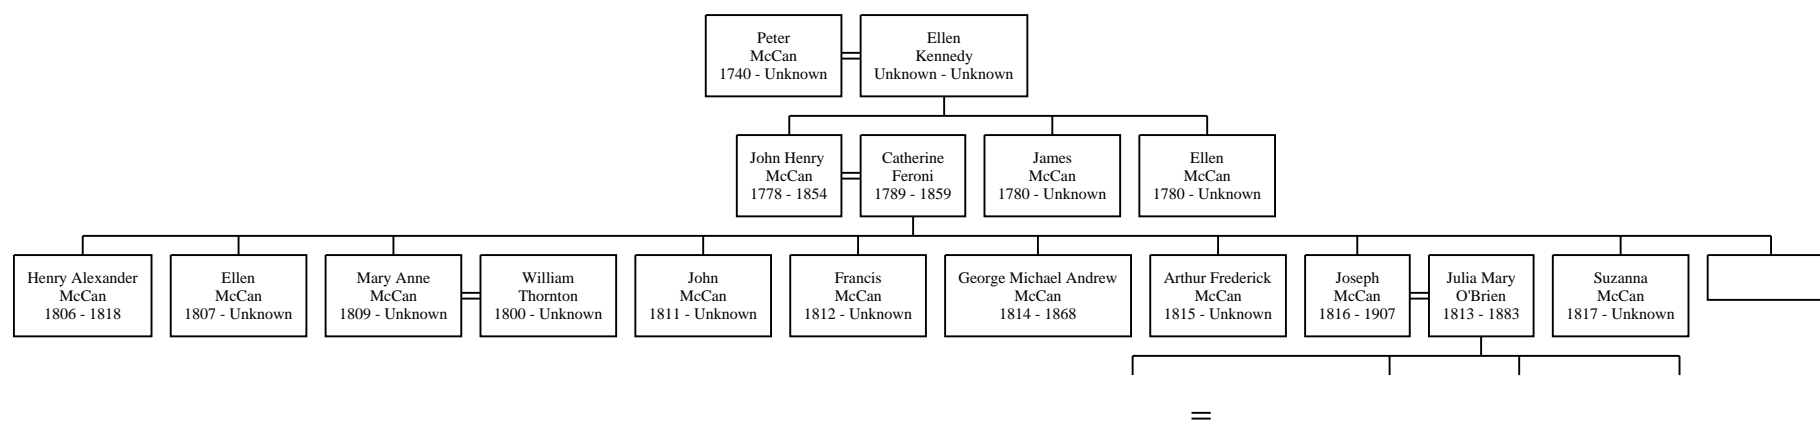 Peter
McCan
1740 - Unknown
Ellen
Kennedy
Unknown - Unknown
John Henry
McCan
1778 - 1854
Catherine
Feroni
1789 - 1859
James
McCan
1780 - Unknown
Ellen
McCan
1780 - Unknown
Henry Alexander
McCan
1806 - 1818
Ellen
McCan
1807 - Unknown
Mary Anne
McCan
1809 - Unknown
William
Thornton
1800 - Unknown
John
McCan
1811 - Unknown
Francis
McCan
1812 - Unknown
George Michael Andrew
McCan
1814 - 1868
Arthur Frederick
McCan
1815 - Unknown
Joseph
McCan
1816 - 1907
Julia Mary
O'Brien
1813 - 1883
Suzanna
McCan
1817 - Unknown